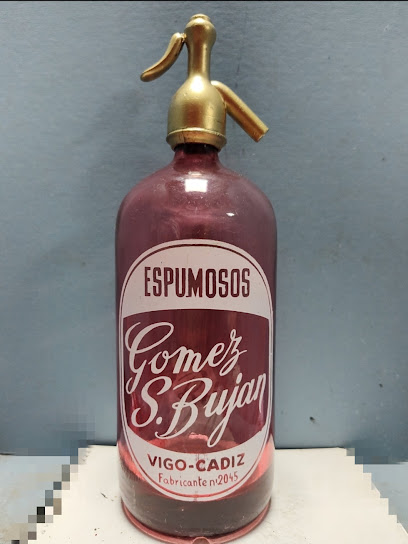 ESPUMOSOS
Gomez
S. Bujan
VIGO-CADIZ
Fabricante nº 2045